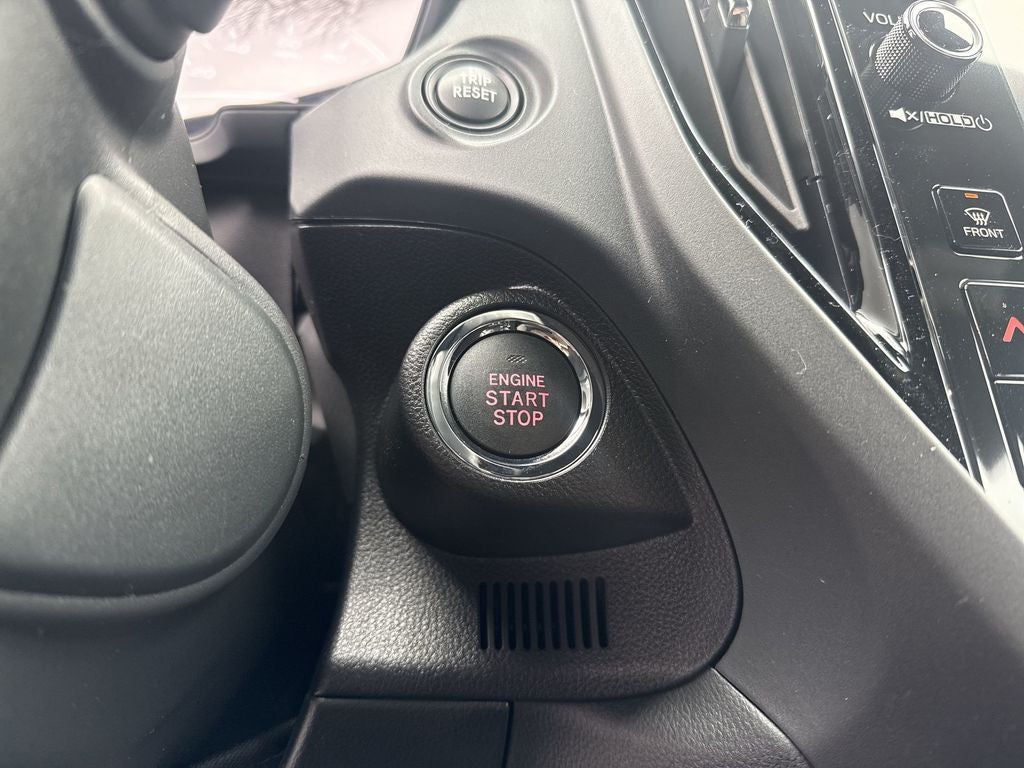 TRIP
RESET
VOL
/HOLD
FRONT
ENGINE
START
STOP